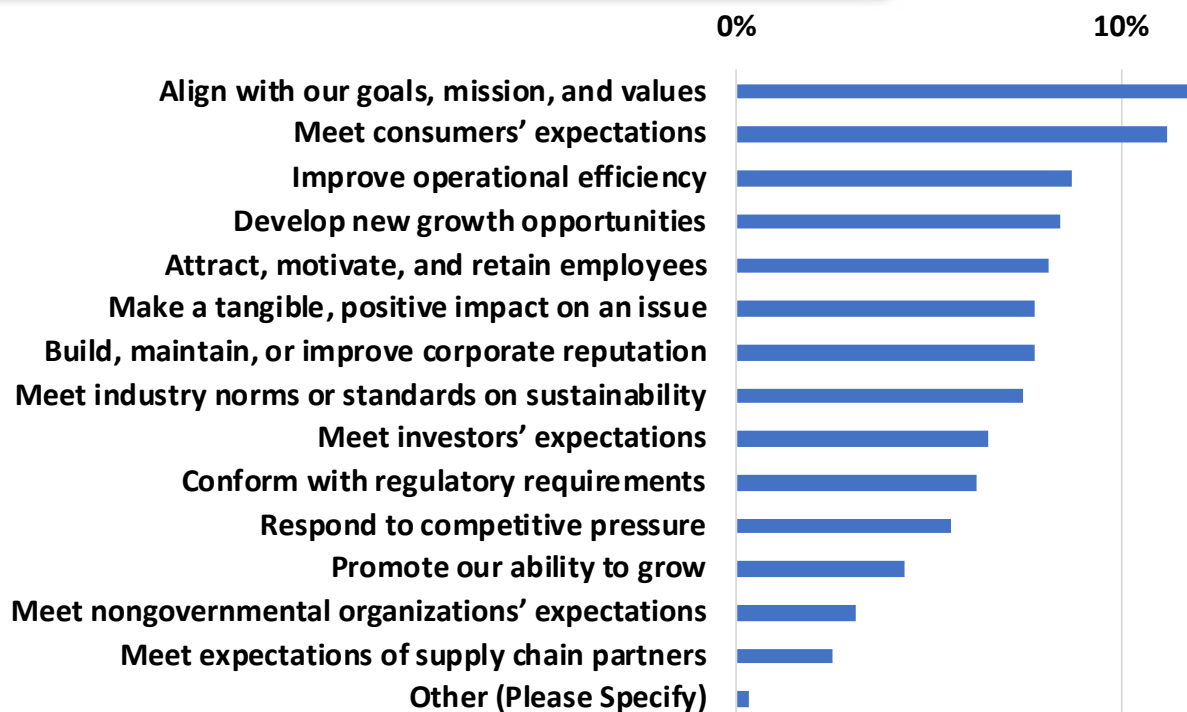 0% 10%
Align with our goals, mission, and values
Meet consumers’ expectations
Improve operational efficiency
Develop new growth opportunities
Attract, motivate, and retain employees
Make a tangible, positive impact on an issue
Build, maintain, or improve corporate reputation
Meet industry norms or standards on sustainability
Meet investors’ expectations
Conform with regulatory requirements
Respond to competitive pressure
Promote our ability to grow
Meet nongovernmental organizations’ expectations
Meet expectations of supply chain partners
Other (Please Specify)